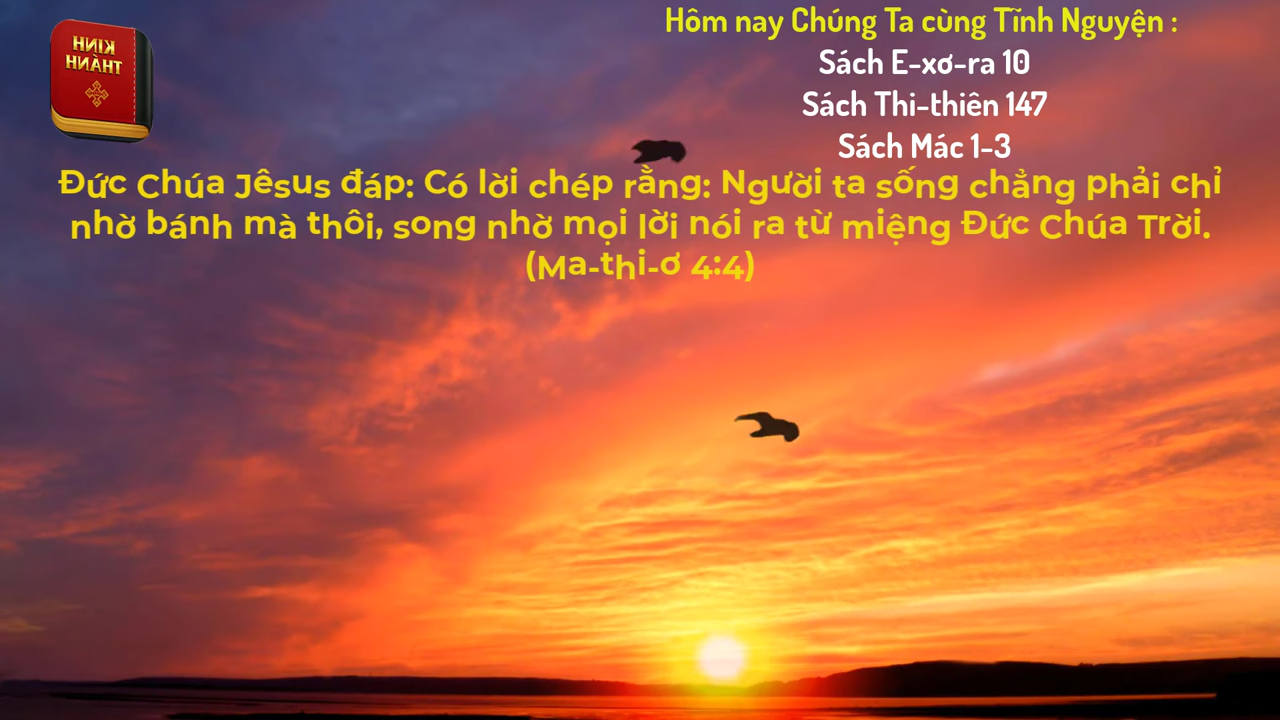 KINH
THÁNH
Hôm nay Chúng Ta cùng Tĩnh Nguyện :
Sách E-xơ-ra 10
Sách Thi-thiên 147
Sách Mác 1-3
Đức Chúa Jêsus đáp: Có lời chép rằng: Người ta sống chẳng phải chỉ
nhờ bánh mà thôi, song nhờ mọi lời nói ra từ miệng Đức Chúa Trời.
(Ma-thi-ơ 4:4)